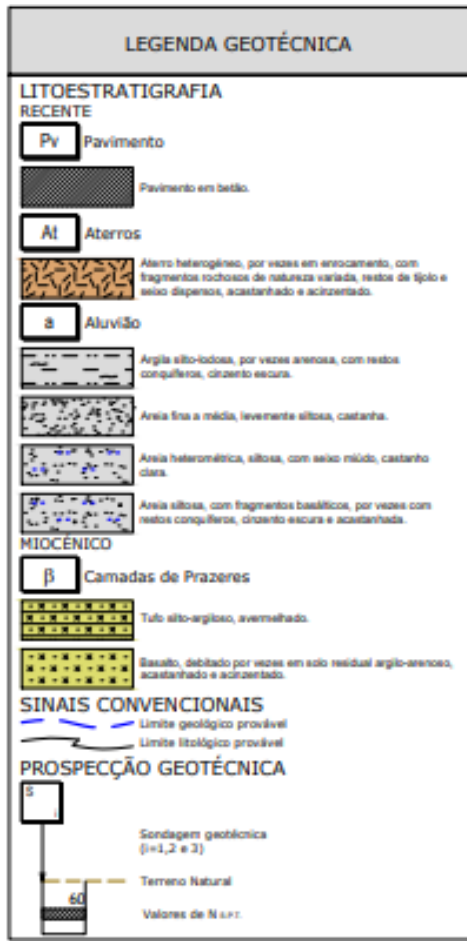 LEGENDA GEOTÉCNICA
LITOESTRATIGRAFIA
RECENTE
Pv Pavimento
Pavimento em betão.
At Aterros
Aterro heterogéneo, por vezes em enrocamento, com
fragmentos rochosos de natureza variada, restos de tijolo e
seixo dispersos, acastanhado e acinzentado.
a Aluvião
Argila silto-lodosa, por vezes arenosa, com restos
conquíferos, cinzento escura.
Areia fina a média, levemente siltosa, castanha.
Areia heterométrica, siltosa, com seixo miúdo, castanho
clara.
Areia siltosa, com fragmentos basálticos, por vezes com
restos conquíferos, cinzento escura e acastanhada.
MIOCÉNICO
β Camadas de Prazeres
Tufo silto-argiloso, avermelhado.
Basalto, debitado por vezes em solo residual argilo-arenoso,
acastanhado e acinzentado.
SINAIS CONVENCIONAIS
Limite geológico provável
Limite litológico provável
PROSPECÇÃO GEOTÉCNICA
S
i
Sondagem geotécnica
(i=1,2 e 3)
Terreno Natural
60
Valores de N S.P.T.